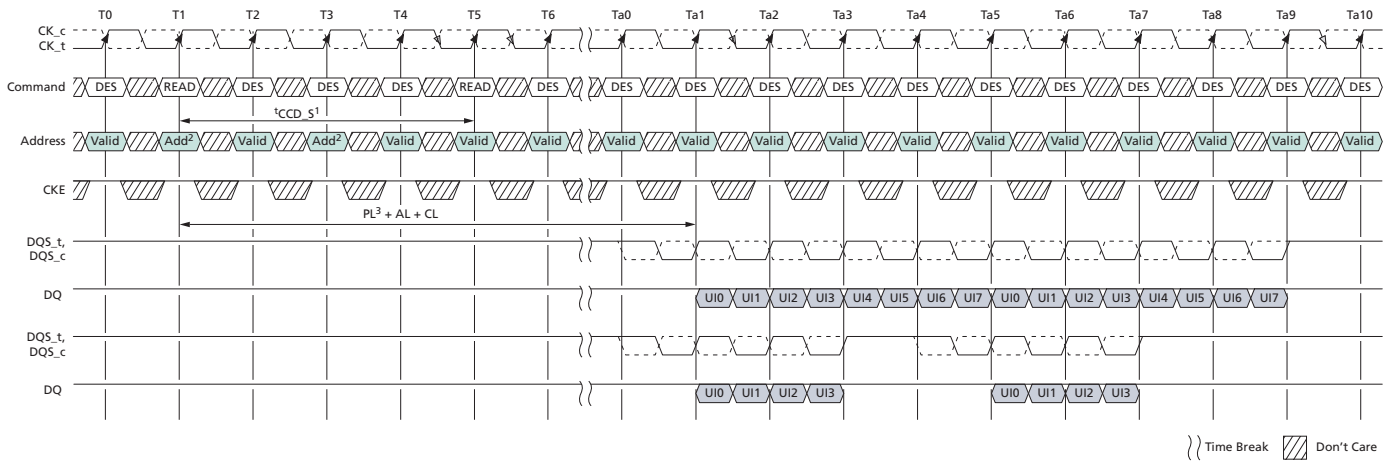 T0 T1 T2 T3 T4 T5 T6 Ta0 Ta1 Ta2 Ta3 Ta4 Ta5 Ta6 Ta7 Ta8 Ta9 Ta10
CK_c
CK_t
Command DES READ DES DES DES READ DES DES DES DES DES DES DES DES DES DES DES DES
tCCD_S1
Address Valid Add2 Valid Add2 Valid Valid Valid Valid Valid Valid Valid Valid Valid Valid Valid Valid Valid Valid
CKE
PL3 + AL + CL
DQS_t,
DQS_c
DQ UI0 UI1 UI2 UI3 UI4 UI5 UI6 UI7 UI0 UI1 UI2 UI3 UI4 UI5 UI6 UI7
DQS_t,
DQS_c
DQ UI0 UI1 UI2 UI3 UI0 UI1 UI2 UI3
Time Break Don't Care